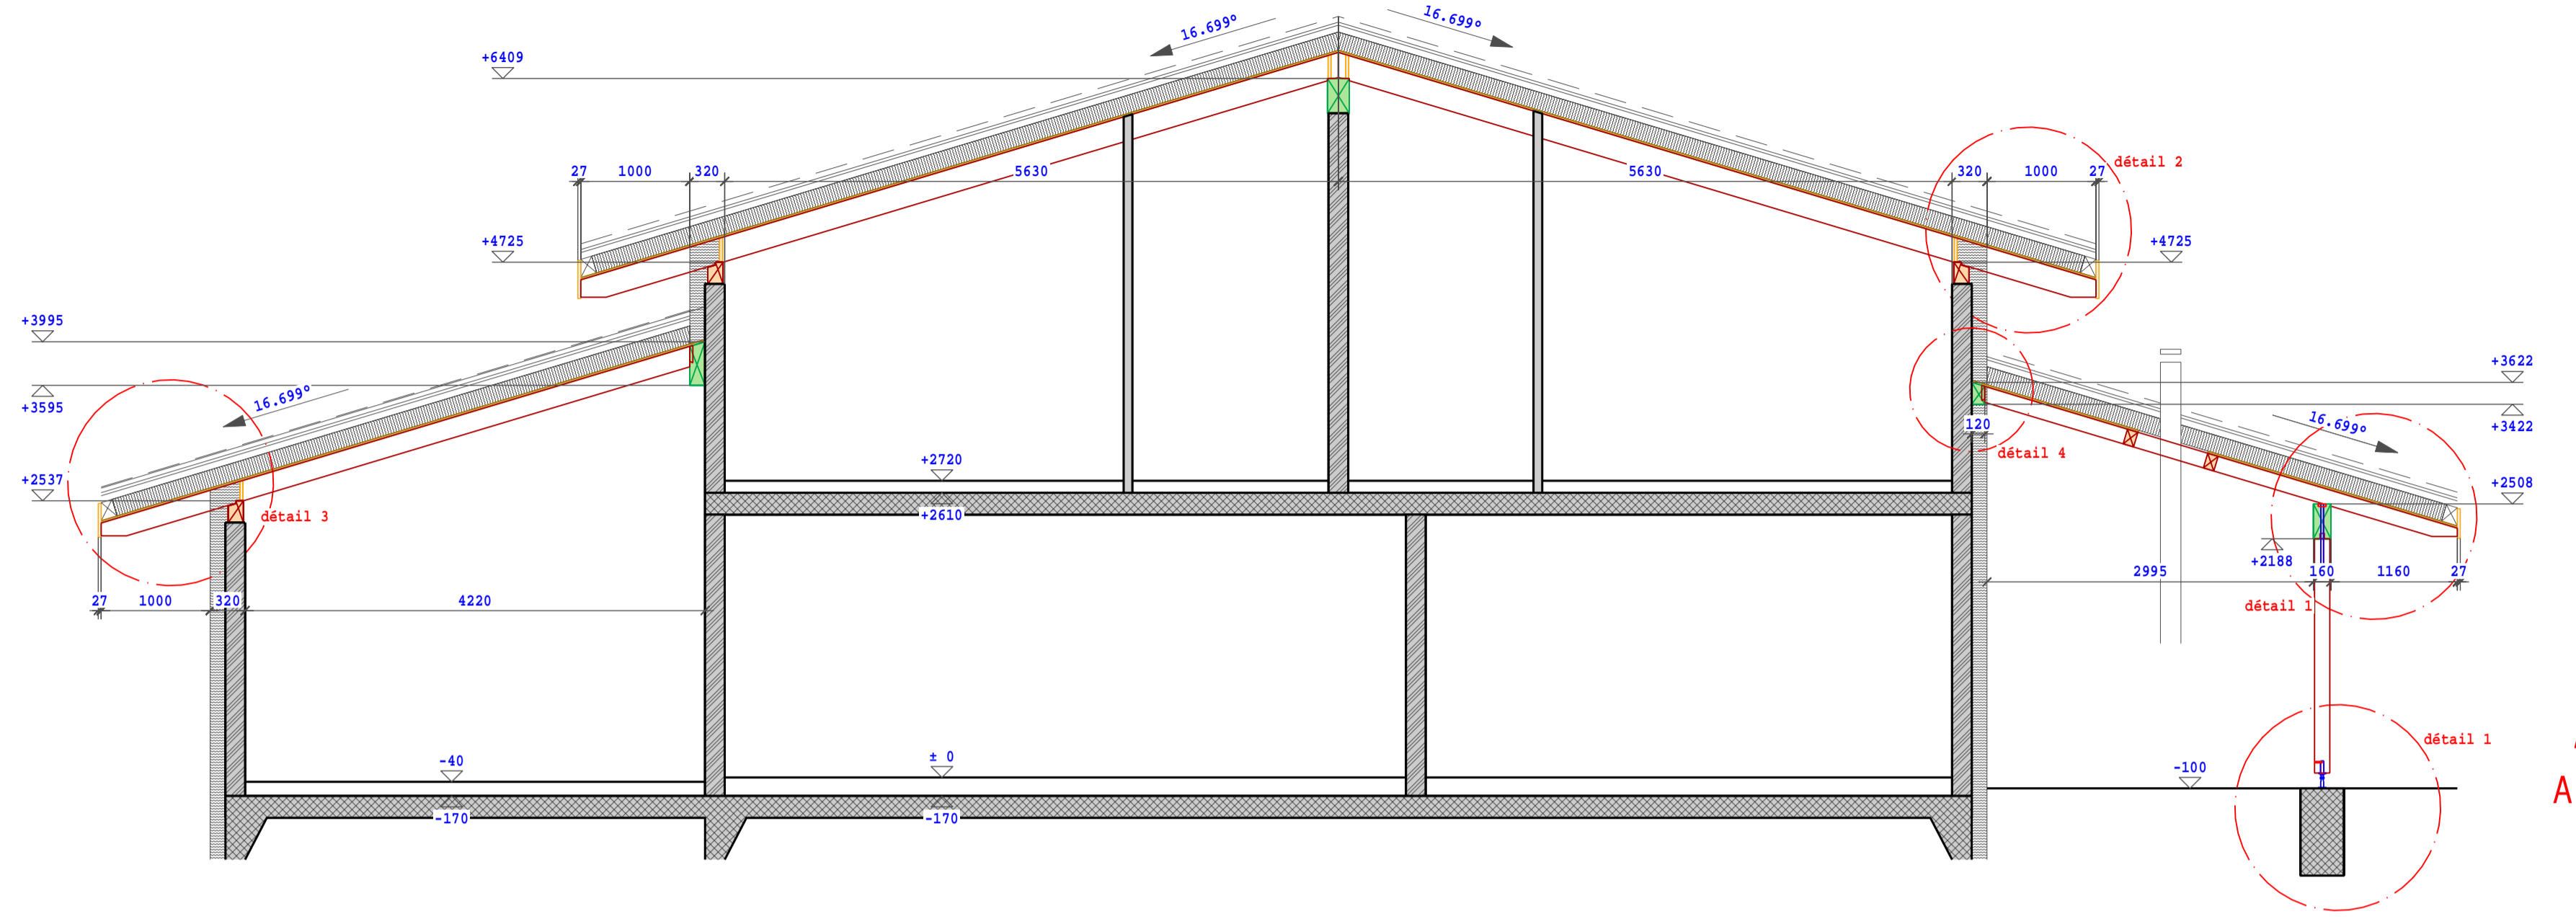 16.699°
16.699°
+6409
27 1000 320 5630 5630 320 1000 27
détail 2
+4725
+4725
+3995
+3595
16.699°
+3622
+3422
120
16.699°
détail 4
+2537
+2720
+2508
détail 3
+2610
+2188
2995 160 1160 27
27 1000 320 4220
détail 1
détail 1
-40
± 0
-100
-170
-170
A